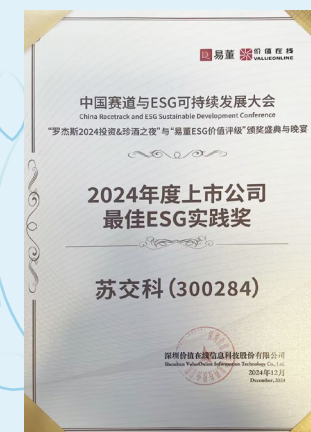 易董 价值在线
VALUEONLINE
中国赛道与ESG可持续发展大会
China Racetrack and ESG Sustainable Development Conference
“罗杰斯2024投资&珍酒之夜”与“易董ESG价值评级”颁奖盛典与晚宴
2024年度上市公司
最佳ESG实践奖
苏交科(300284)
深圳价值在线信息科技股份有限公司
Shenzhen ValueOnline Information Technology Co., Ltd.
2024年12月
December, 2024